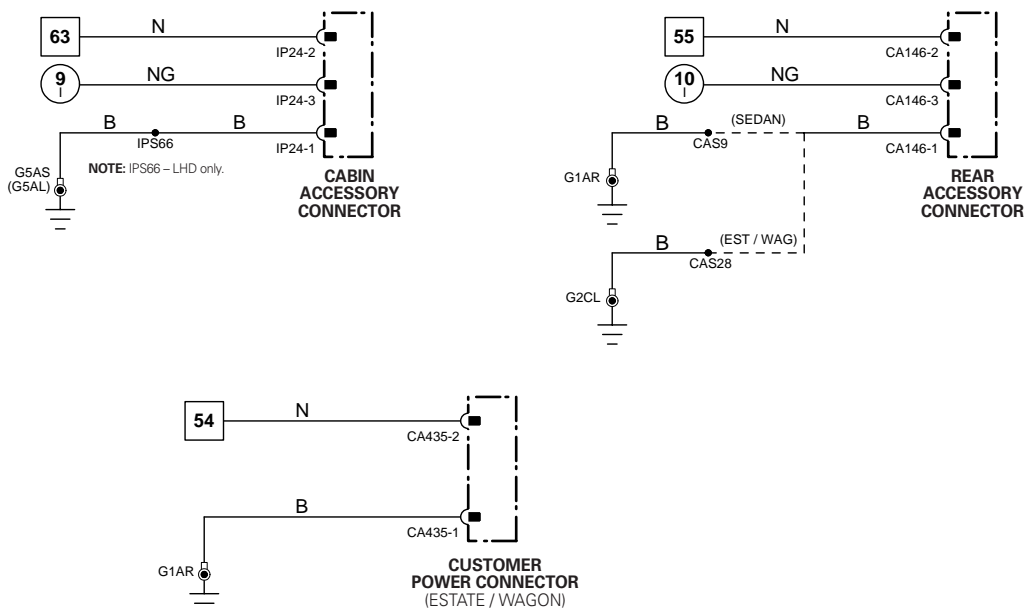 63
N
IP24-2
9
I
NG
IP24-3
B
B
IPS66
IP24-1
NOTE: IPS66 – LHD only.
G5AS
(G5AL)
CABIN
ACCESSORY
CONNECTOR
55
N
CA146-2
10
I
NG
CA146-3
B
(SEDAN)
B
CAS9
CA146-1
G1AR
REAR
ACCESSORY
CONNECTOR
B
(EST / WAG)
CAS28
G2CL
54
N
CA435-2
B
CA435-1
G1AR
CUSTOMER
POWER CONNECTOR
(ESTATE / WAGON)